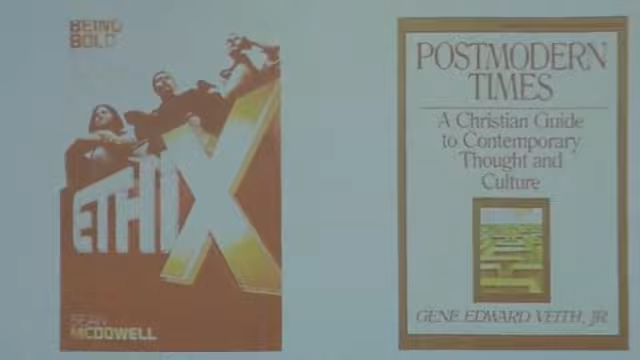 BEING
BOLD
ETHIX
SEAN
MCDOWELL
POSTMODERN
TIMES
A Christian Guide
to Contemporary
Thought and
Culture
GENE EDWARD VEITH, JR